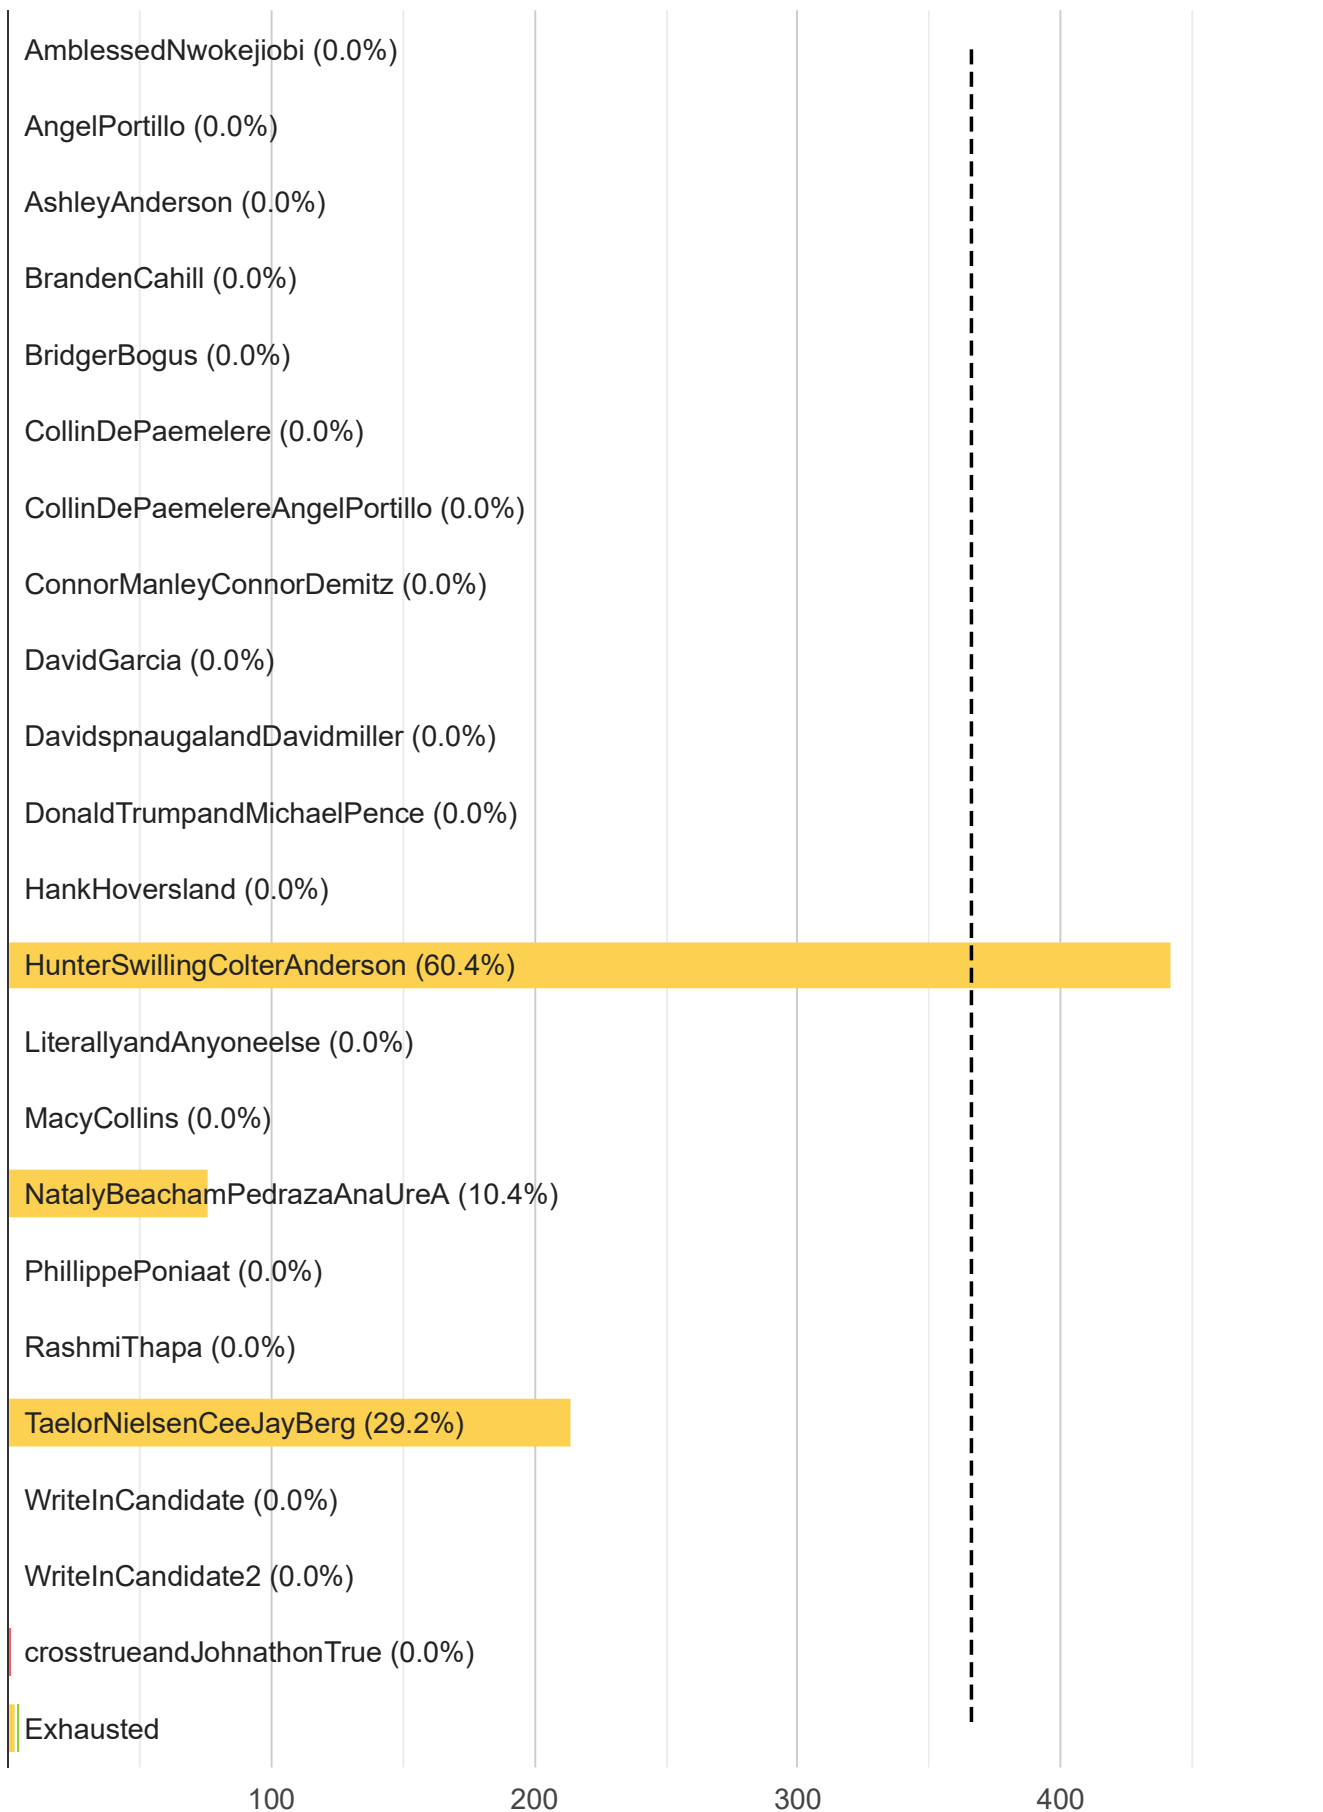 AmblessedNwokejiobi (0.0%)
AngelPortillo (0.0%)
AshleyAnderson (0.0%)
BrandenCahill (0.0%)
BridgerBogus (0.0%)
CollinDePaemelere (0.0%)
CollinDePaemelereAngelPortillo (0.0%)
ConnorManleyConnorDemitz (0.0%)
DavidGarcia (0.0%)
DavidspnaugalandDavidmiller (0.0%)
DonaldTrumpandMichaelPence (0.0%)
HankHoversland (0.0%)
HunterSwillingColterAnderson (60.4%)
LiterallyandAnyoneelse (0.0%)
MacyCollins (0.0%)
NatalyBeachamPedrazaAnaUreA (10.4%)
PhillippePoniaat (0.0%)
RashmiThapa (0.0%)
TaelorNielsenCeeJayBerg (29.2%)
WriteInCandidate (0.0%)
WriteInCandidate2 (0.0%)
crosstrueandJohnathonTrue (0.0%)
Exhausted
100 200 300 400